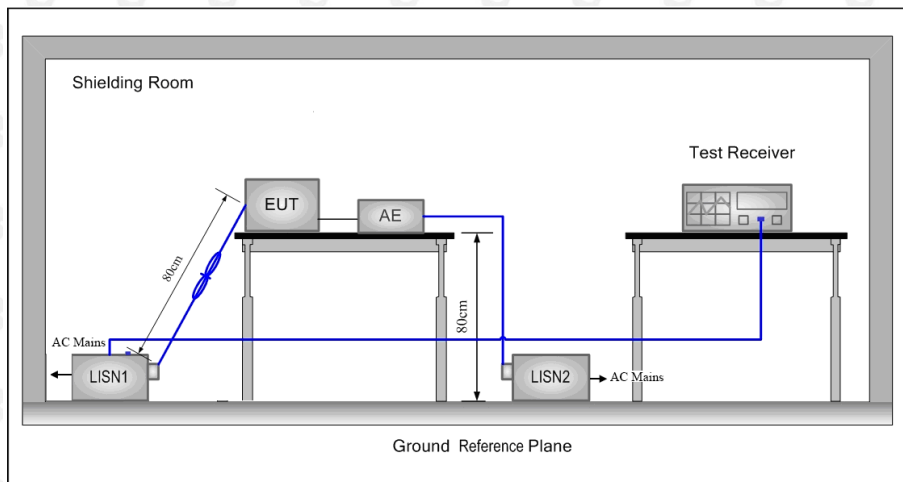 Shielding Room
Test Receiver
EUT
AE
80cm
80cm
AC Mains
LISN1
LISN2
AC Mains
Ground Reference Plane